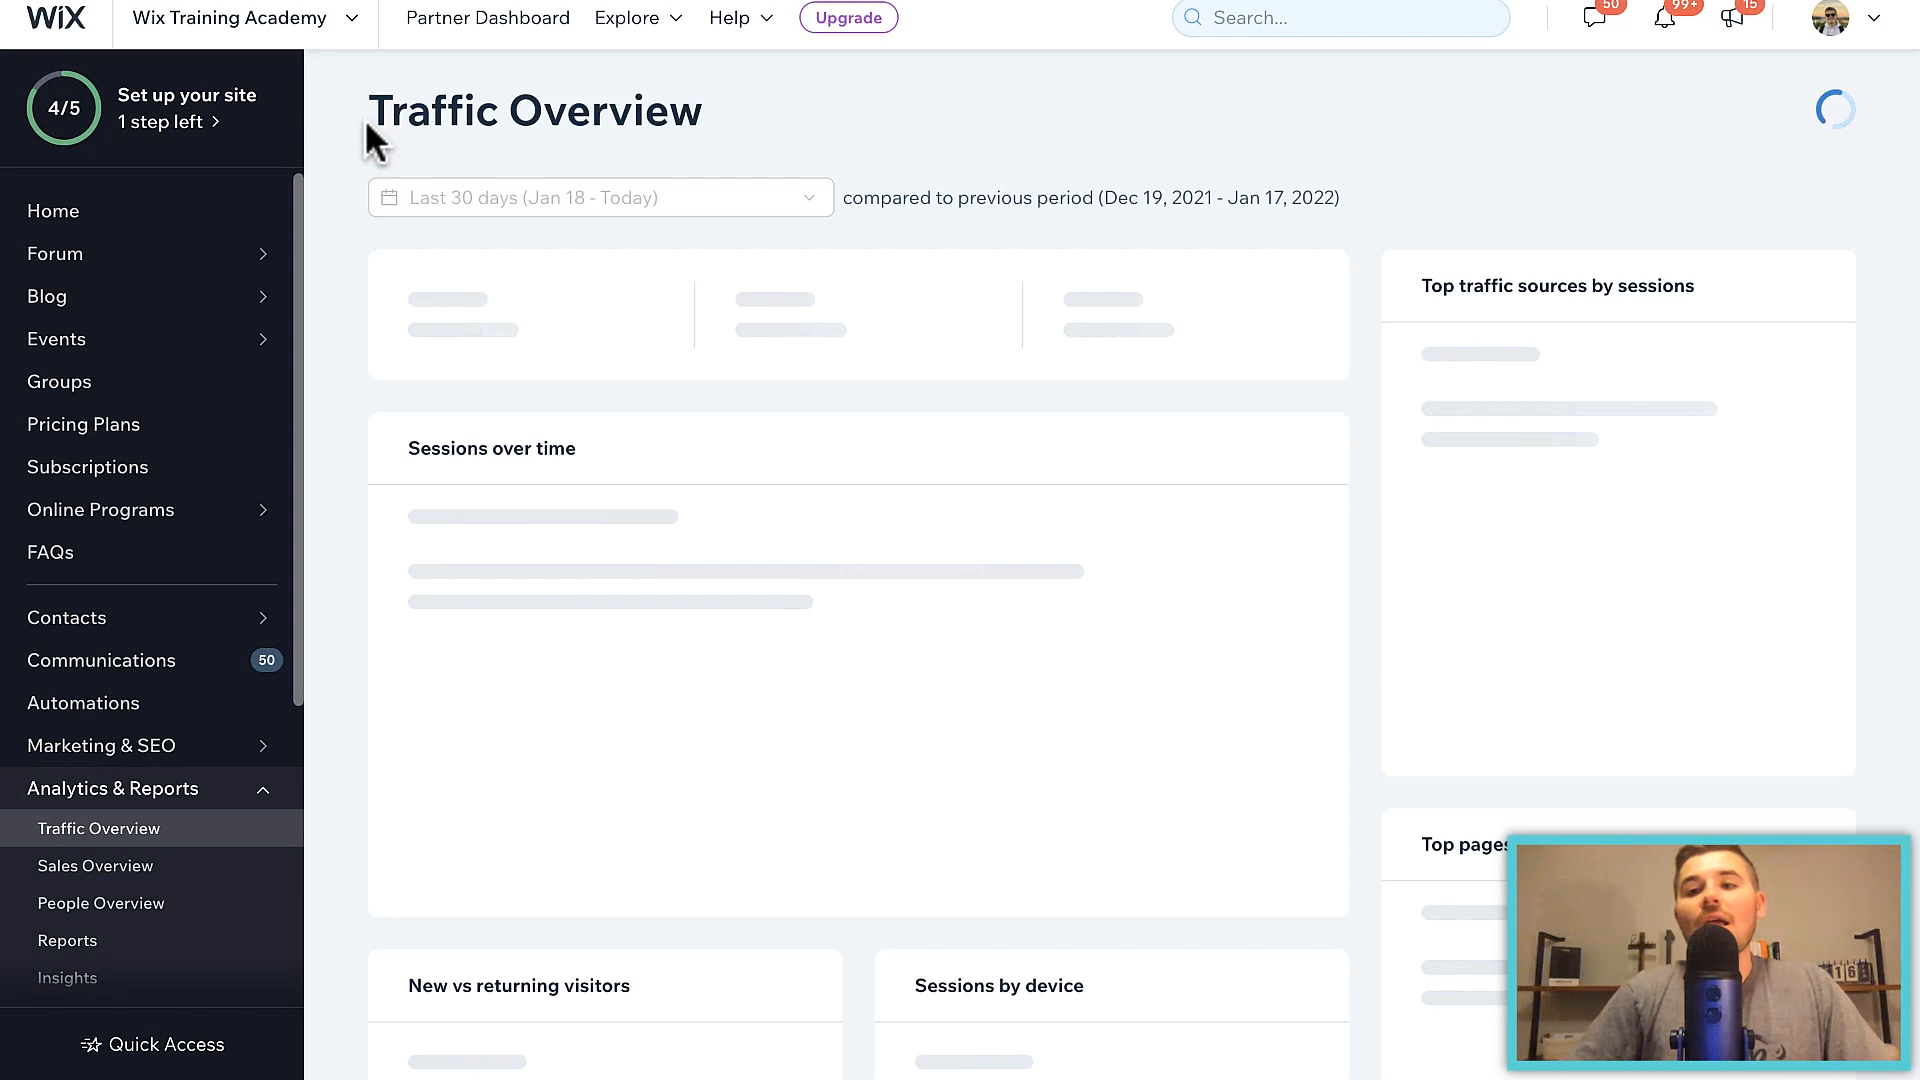 WiX
Wix Training Academy
Partner Dashboard
Explore
Help
Upgrade
Search...
50
99+
15
4/5
Set up your site
1 step left
Home
Forum
Blog
Events
Groups
Pricing Plans
Subscriptions
Online Programs
FAQs
Contacts
Communications
50
Automations
Marketing & SEO
Analytics & Reports
Traffic Overview
Sales Overview
People Overview
Reports
Insights
Quick Access
Traffic Overview
Last 30 days (Jan 18 - Today)
compared to previous period (Dec 19, 2021 - Jan 17, 2022)
Top traffic sources by sessions
Sessions over time
Top pages
New vs returning visitors
Sessions by device